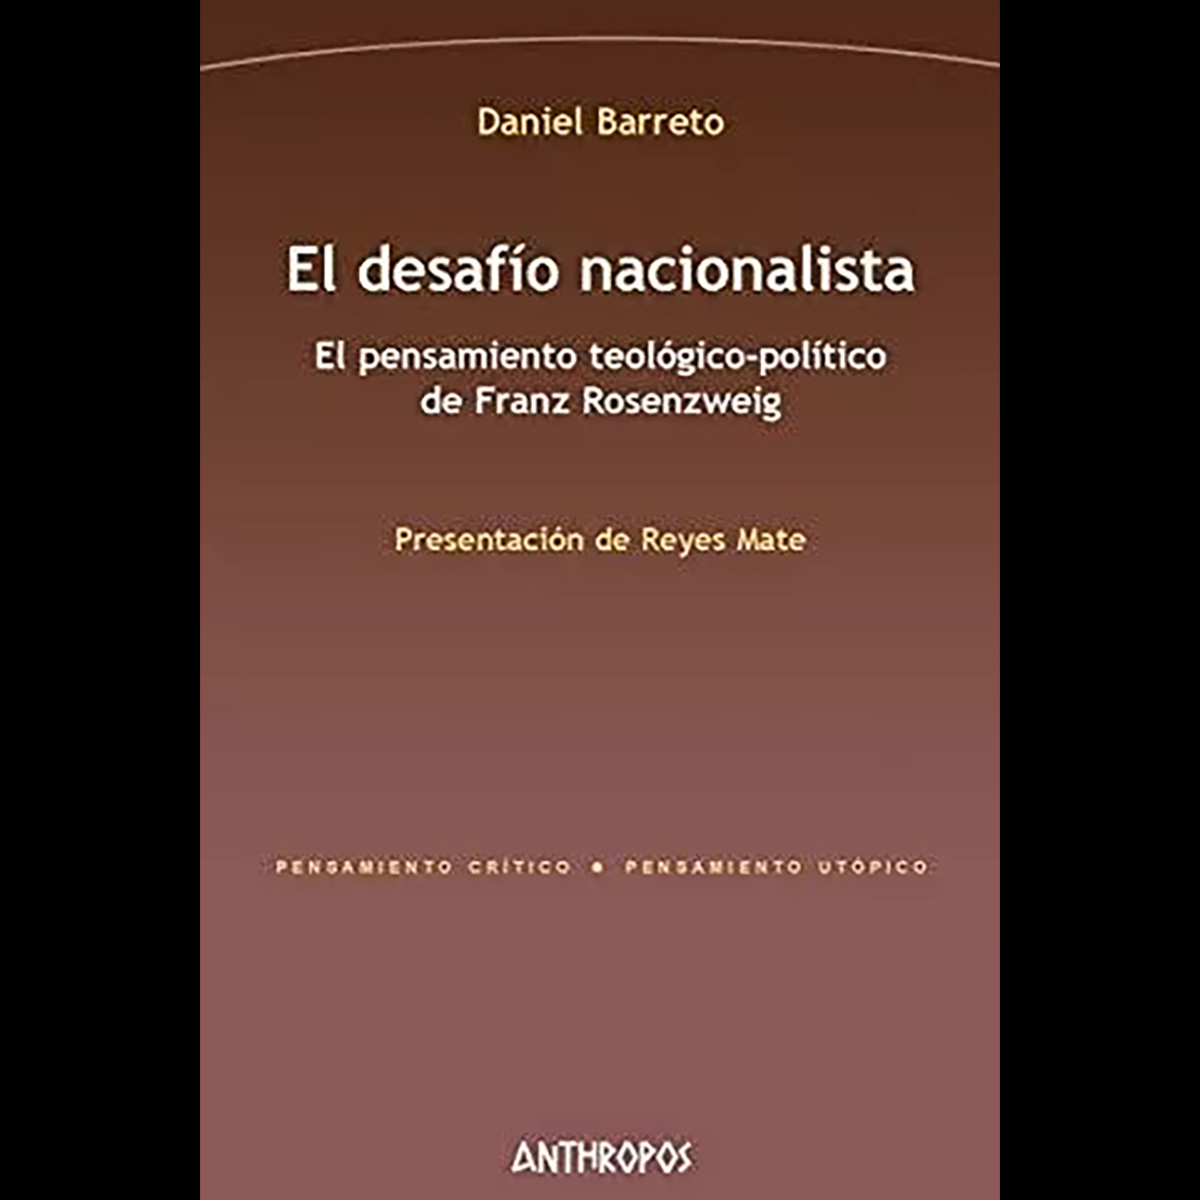 Daniel Barreto
El desafío nacionalista
El pensamiento teológico-político
de Franz Rosenzweig
Presentación de Reyes Mate
PENSAMIENTO CRÍTICO • PENSAMIENTO UTÓPICO
ANTHROPOS